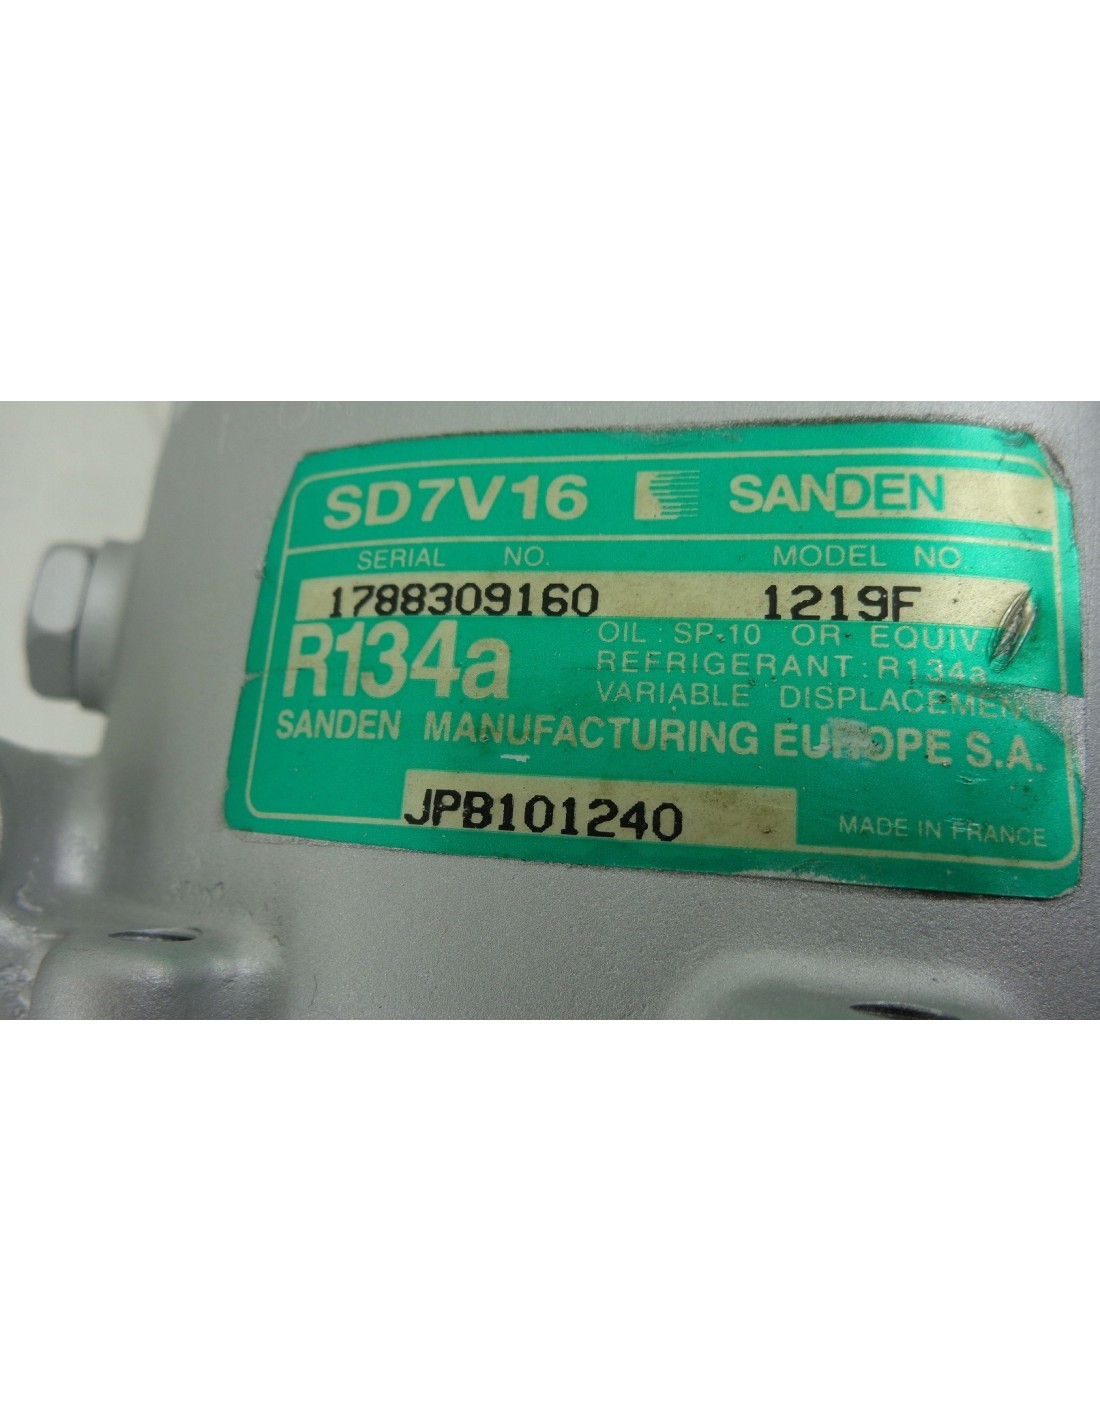 SD7V16 SANDEN
SERIAL NO. MODEL NO.
1788309160 1219F
R134a
OIL: SP-10 OR EQUIV
REFRIGERANT: R134a
VARIABLE DISPLACEMENT
SANDEN MANUFACTURING EUROPE S.A.
JPB101240
MADE IN FRANCE